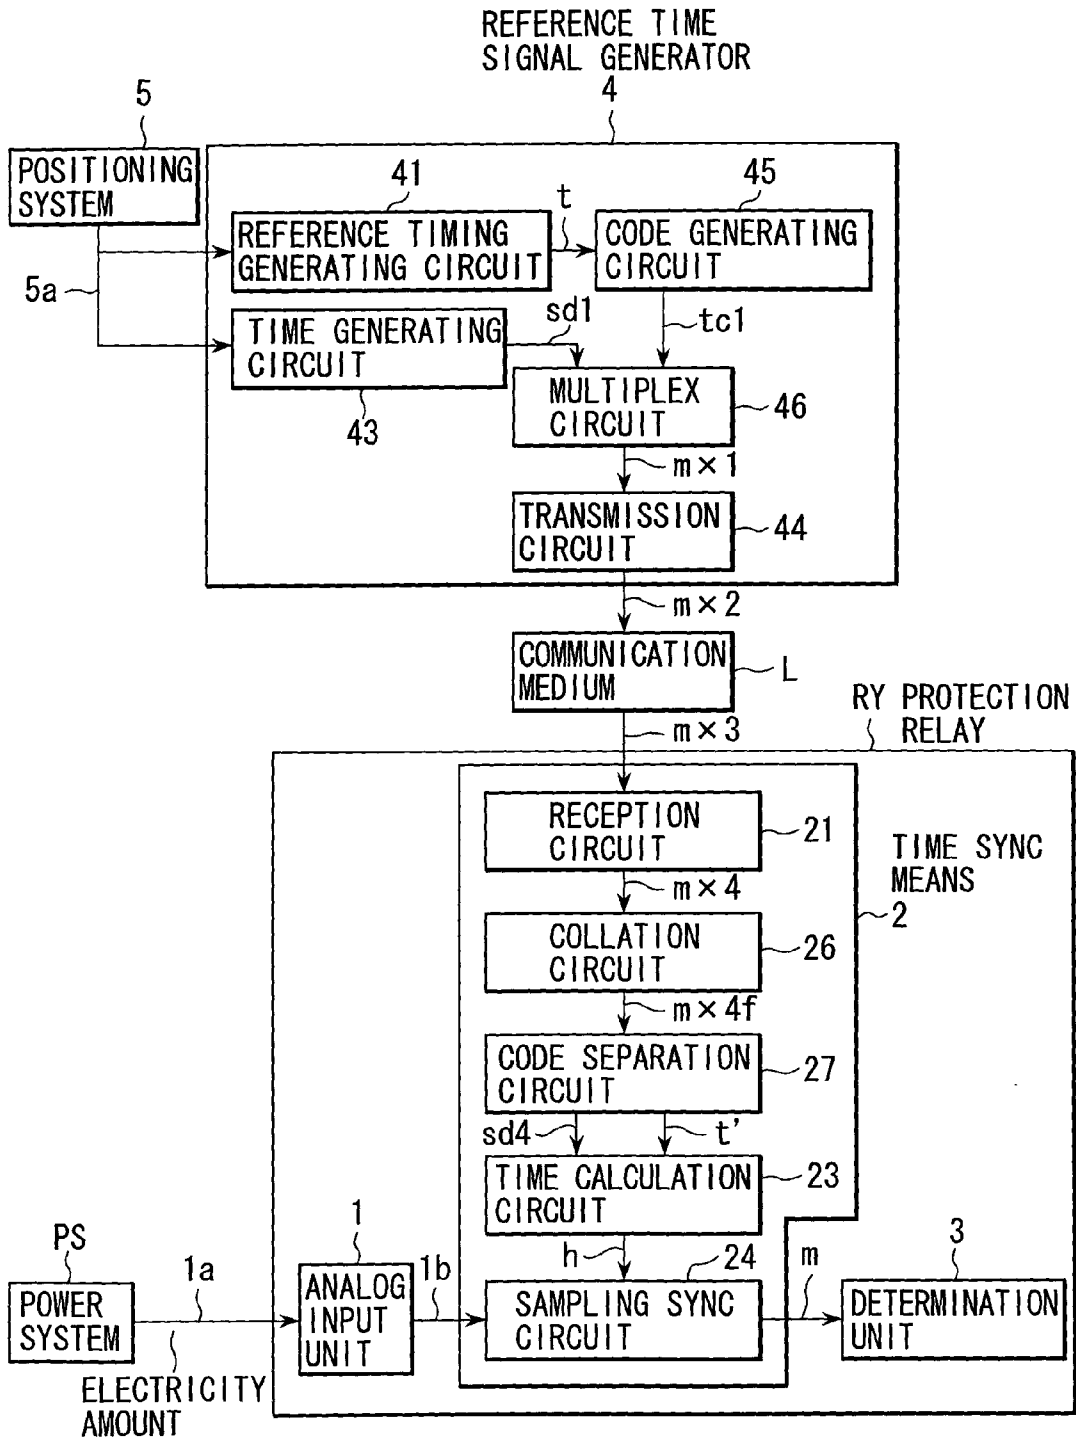 REFERENCE TIME
SIGNAL GENERATOR
4
5
POSITIONING
SYSTEM
5a
41
REFERENCE TIMING
GENERATING CIRCUIT
t
45
CODE GENERATING
CIRCUIT
TIME GENERATING
CIRCUIT
43
sd1
tc1
MULTIPLEX
CIRCUIT
46
m×1
TRANSMISSION
CIRCUIT
44
m×2
COMMUNICATION
MEDIUM
L
m×3
RY PROTECTION
RELAY
RECEPTION
CIRCUIT
21
TIME SYNC
MEANS
2
m×4
COLLATION
CIRCUIT
26
m×4f
CODE SEPARATION
CIRCUIT
27
sd4
t'
TIME CALCULATION
CIRCUIT
23
h
24
SAMPLING SYNC
CIRCUIT
PS
POWER
SYSTEM
1a
ELECTRICITY
AMOUNT
1
ANALOG
INPUT
UNIT
1b
m
3
DETERMINATION
UNIT